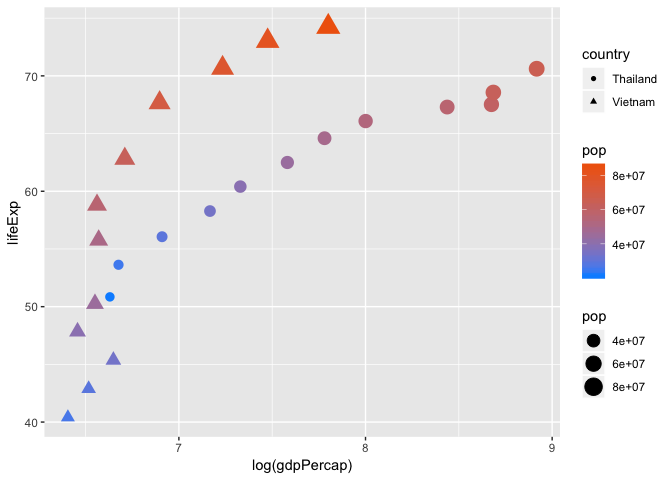 lifeExp
70
60
50
40
7
8
9
log(gdpPercap)
country
Thailand
Vietnam
pop
8e+07
6e+07
4e+07
pop
4e+07
6e+07
8e+07